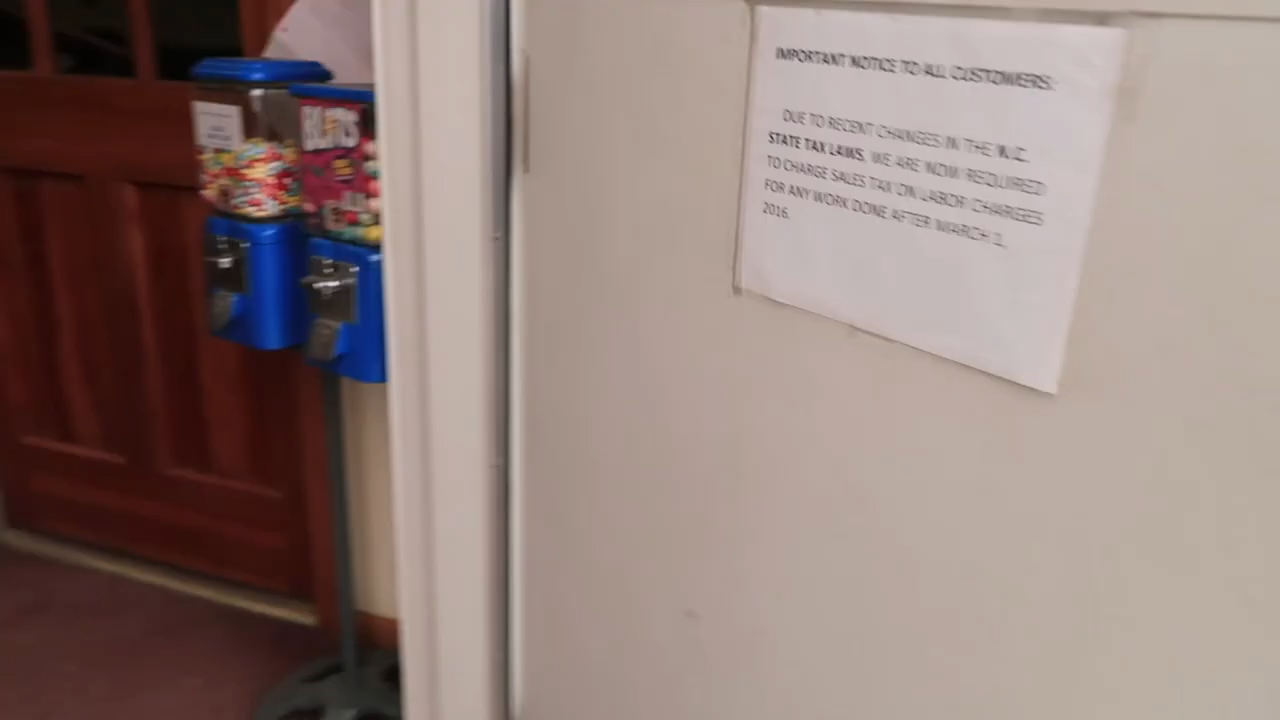 IMPORTANT NOTICE TO ALL CUSTOMERS:
DUE TO RECENT CHANGES IN THE N.C.
STATE TAX LAWS, WE ARE NOW REQUIRED
TO CHARGE SALES TAX ON LABOR CHARGES
FOR ANY WORK DONE AFTER MARCH 1,
2016.